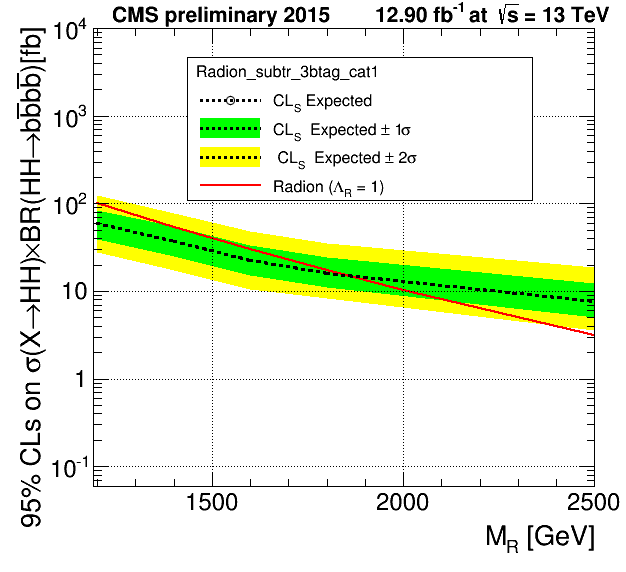 CMS preliminary 2015 12.90 fb⁻¹ at √s = 13 TeV
Radion_subtr_3btag_cat1
CLₛ Expected
CLₛ Expected ± 1σ
CLₛ Expected ± 2σ
Radion (Λ_R = 1)
95% CLs on σ(X→HH)×BR(HH→bb̅bb̅)[fb]
10⁴
10³
10²
10
1
10⁻¹
1500 2000 2500
M_R [GeV]